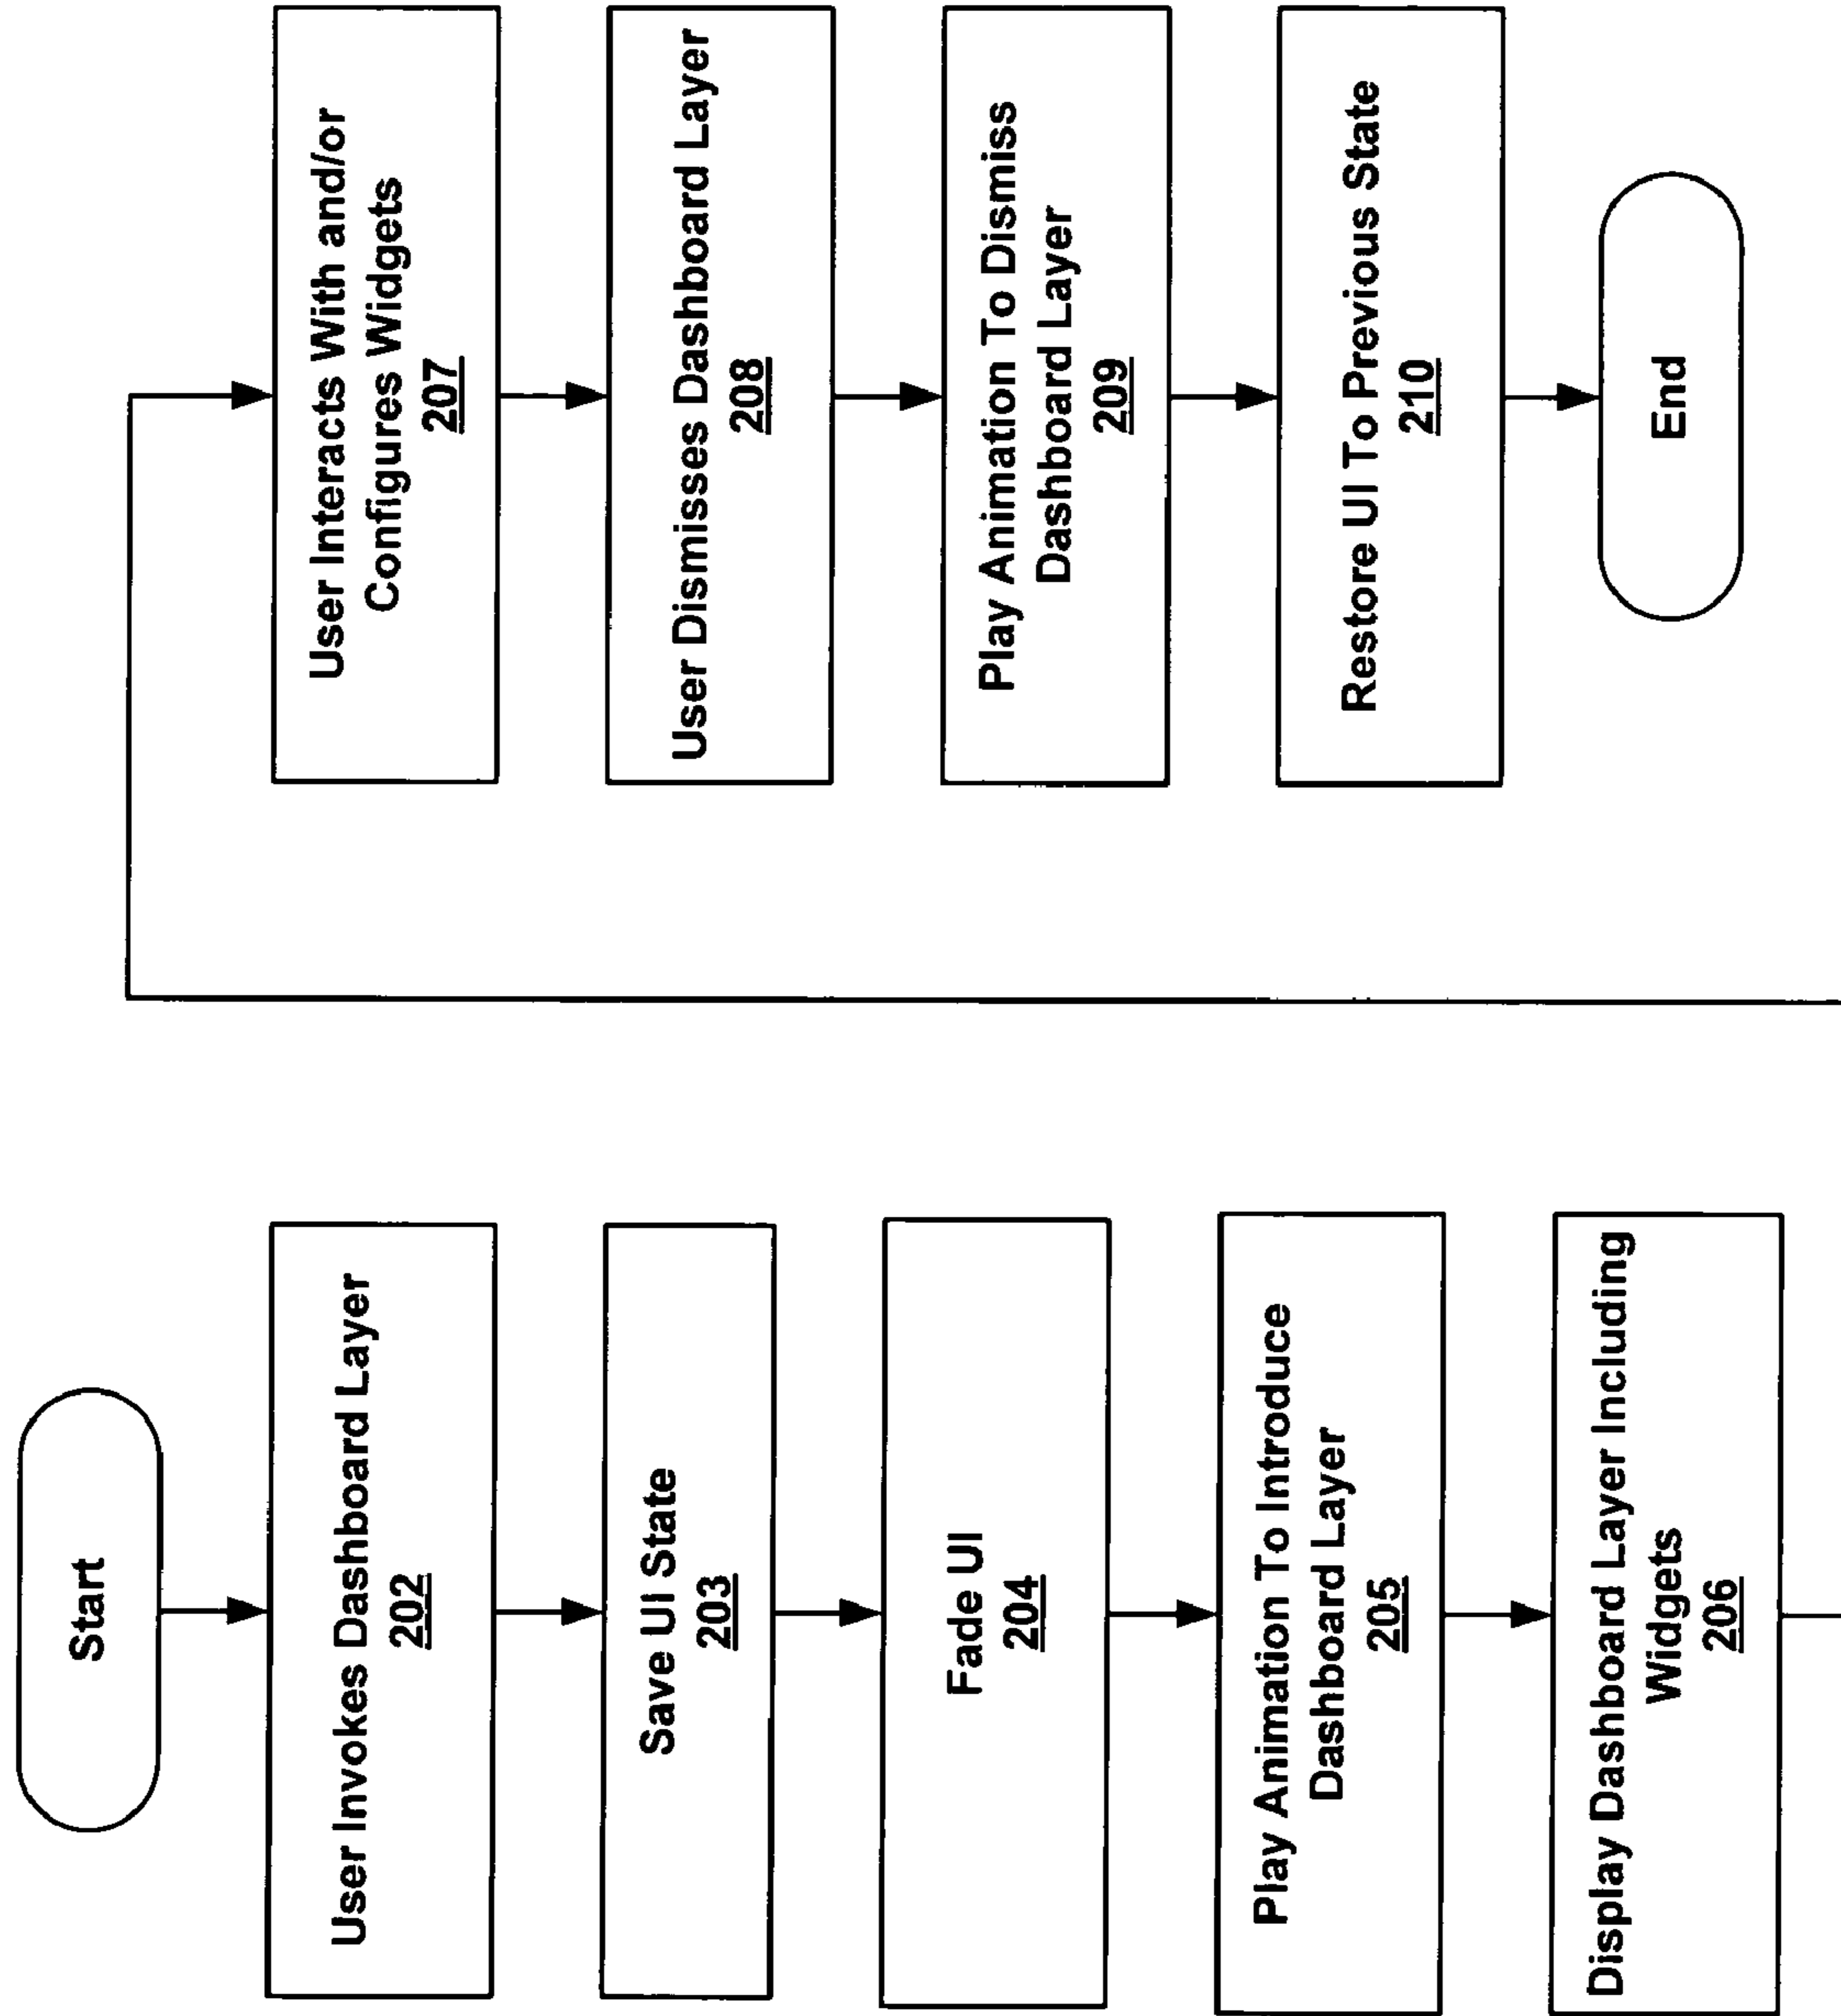 Start
User Invokes Dashboard Layer
202
Save UI State
203
Fade UI
204
Play Animation To Introduce
Dashboard Layer
205
Display Dashboard Layer Including
Widgets
206
User Interacts With and/or
Configures Widgets
207
User Dismisses Dashboard Layer
208
Play Animation To Dismiss
Dashboard Layer
209
Restore UI To Previous State
210
End